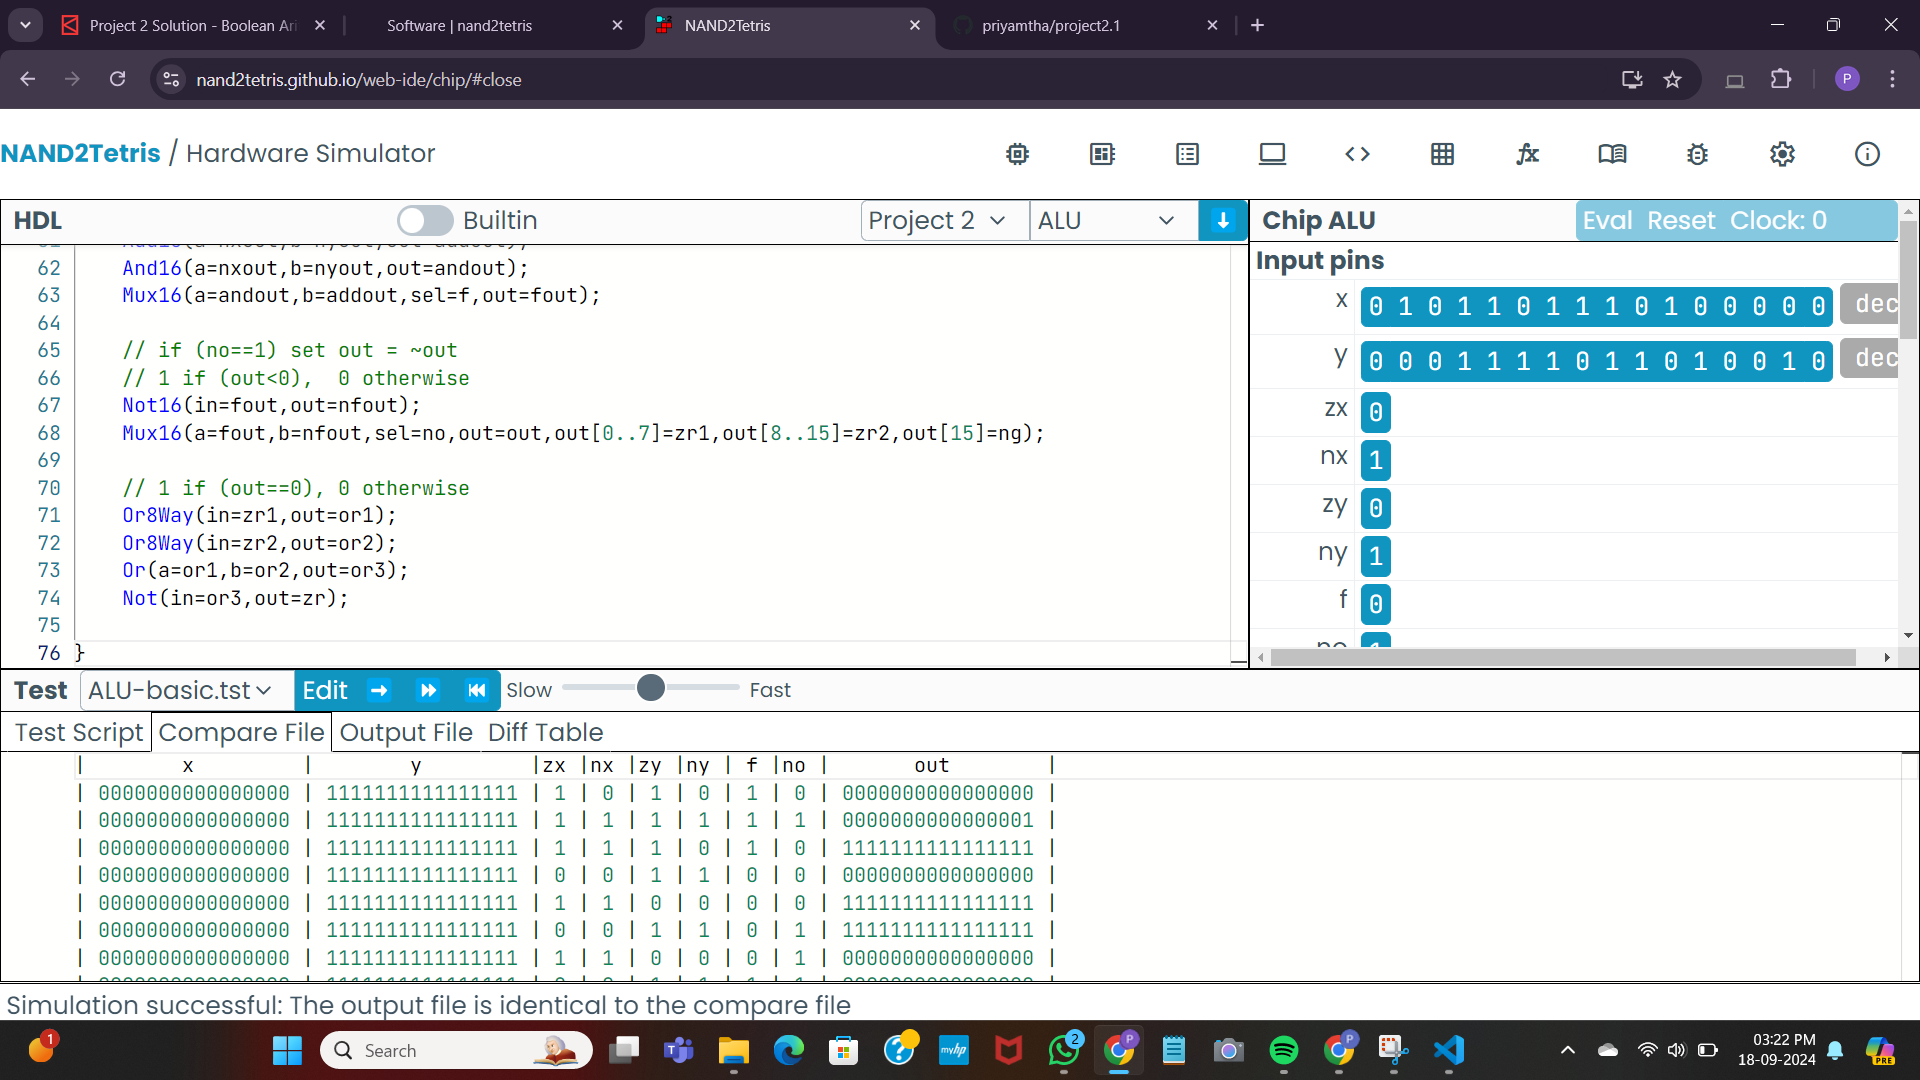 Project 2 Solution - Boolean Ari
Software | nand2tetris
NAND2Tetris
priyamtha/project2.1
nand2tetris.github.io/web-ide/chip/#close
P
NAND2Tetris / Hardware Simulator
HDL
Builtin
Project 2
ALU
Chip ALU
Eval Reset Clock: 0
62 And16(a=nxout,b=nyout,out=andout);
63 Mux16(a=andout,b=addout,sel=f,out=fout);
64
65 // if (no==1) set out = ~out
66 // 1 if (out<0),  0 otherwise
67 Not16(in=fout,out=nfout);
68 Mux16(a=fout,b=nfout,sel=no,out=out,out[0..7]=zr1,out[8..15]=zr2,out[15]=ng);
69
70 // 1 if (out==0), 0 otherwise
71 Or8Way(in=zr1,out=or1);
72 Or8Way(in=zr2,out=or2);
73 Or(a=or1,b=or2,out=or3);
74 Not(in=or3,out=zr);
75
76 }
Input pins
x 0 1 0 1 1 0 1 1 1 0 1 0 0 0 0 0 dec
y 0 0 0 1 1 1 1 0 1 1 0 1 0 0 1 0 dec
zx 0
nx 1
zy 0
ny 1
f 0
no 1
Test ALU-basic.tst Edit Slow Fast
Test Script Compare File Output File Diff Table
| x | y |zx |nx |zy |ny | f |no | out |
| 0000000000000000 | 1111111111111111 | 1 | 0 | 1 | 0 | 1 | 0 | 0000000000000000 |
| 0000000000000000 | 1111111111111111 | 1 | 1 | 1 | 1 | 1 | 1 | 0000000000000001 |
| 0000000000000000 | 1111111111111111 | 1 | 1 | 1 | 0 | 1 | 0 | 1111111111111111 |
| 0000000000000000 | 1111111111111111 | 0 | 0 | 1 | 1 | 0 | 0 | 0000000000000000 |
| 0000000000000000 | 1111111111111111 | 1 | 1 | 0 | 0 | 0 | 0 | 1111111111111111 |
| 0000000000000000 | 1111111111111111 | 0 | 0 | 1 | 1 | 0 | 1 | 1111111111111111 |
| 0000000000000000 | 1111111111111111 | 1 | 1 | 0 | 0 | 0 | 1 | 0000000000000000 |
Simulation successful: The output file is identical to the compare file
1
Search
2
P
P
03:22 PM
18-09-2024
PRE